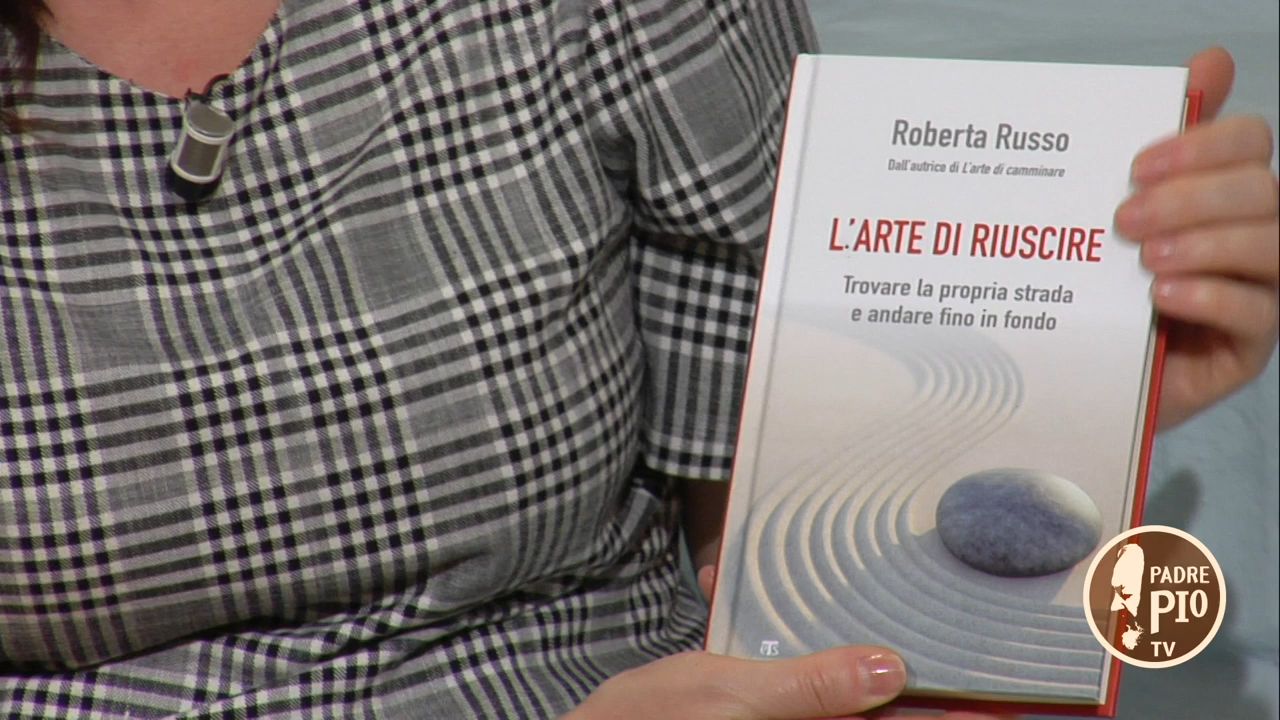 Roberta Russo
Dall'autrice di L'arte di camminare
L'ARTE DI RIUSCIRE
Trovare la propria strada
e andare fino in fondo
PADRE
PIO
TV